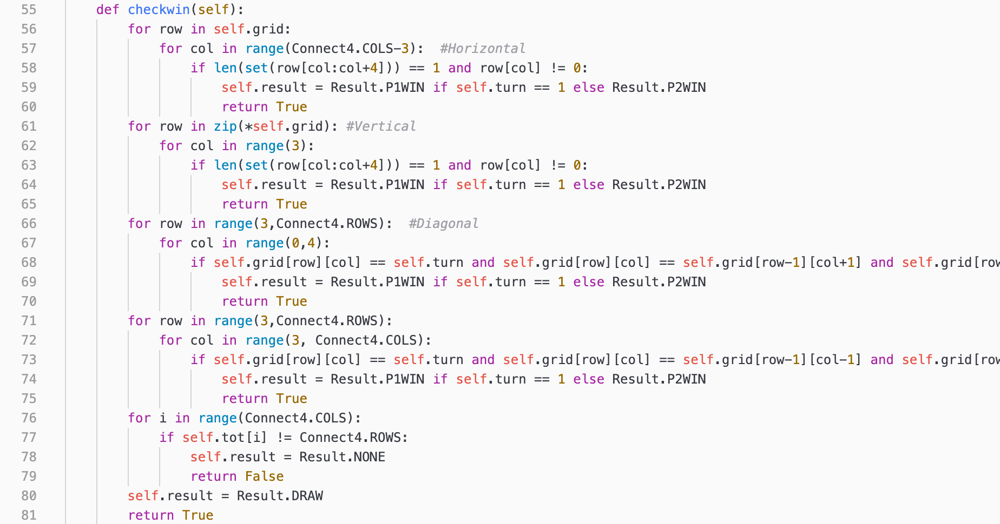 55 def checkwin(self):
56 for row in self.grid:
57 for col in range(Connect4.COLS-3): #Horizontal
58 if len(set(row[col:col+4])) == 1 and row[col] != 0:
59 self.result = Result.P1WIN if self.turn == 1 else Result.P2WIN
60 return True
61 for row in zip(*self.grid): #Vertical
62 for col in range(3):
63 if len(set(row[col:col+4])) == 1 and row[col] != 0:
64 self.result = Result.P1WIN if self.turn == 1 else Result.P2WIN
65 return True
66 for row in range(3,Connect4.ROWS): #Diagonal
67 for col in range(0,4):
68 if self.grid[row][col] == self.turn and self.grid[row][col] == self.grid[row-1][col+1] and self.grid[row
69 self.result = Result.P1WIN if self.turn == 1 else Result.P2WIN
70 return True
71 for row in range(3,Connect4.ROWS):
72 for col in range(3, Connect4.COLS):
73 if self.grid[row][col] == self.turn and self.grid[row][col] == self.grid[row-1][col-1] and self.grid[row
74 self.result = Result.P1WIN if self.turn == 1 else Result.P2WIN
75 return True
76 for i in range(Connect4.COLS):
77 if self.tot[i] != Connect4.ROWS:
78 self.result = Result.NONE
79 return False
80 self.result = Result.DRAW
81 return True